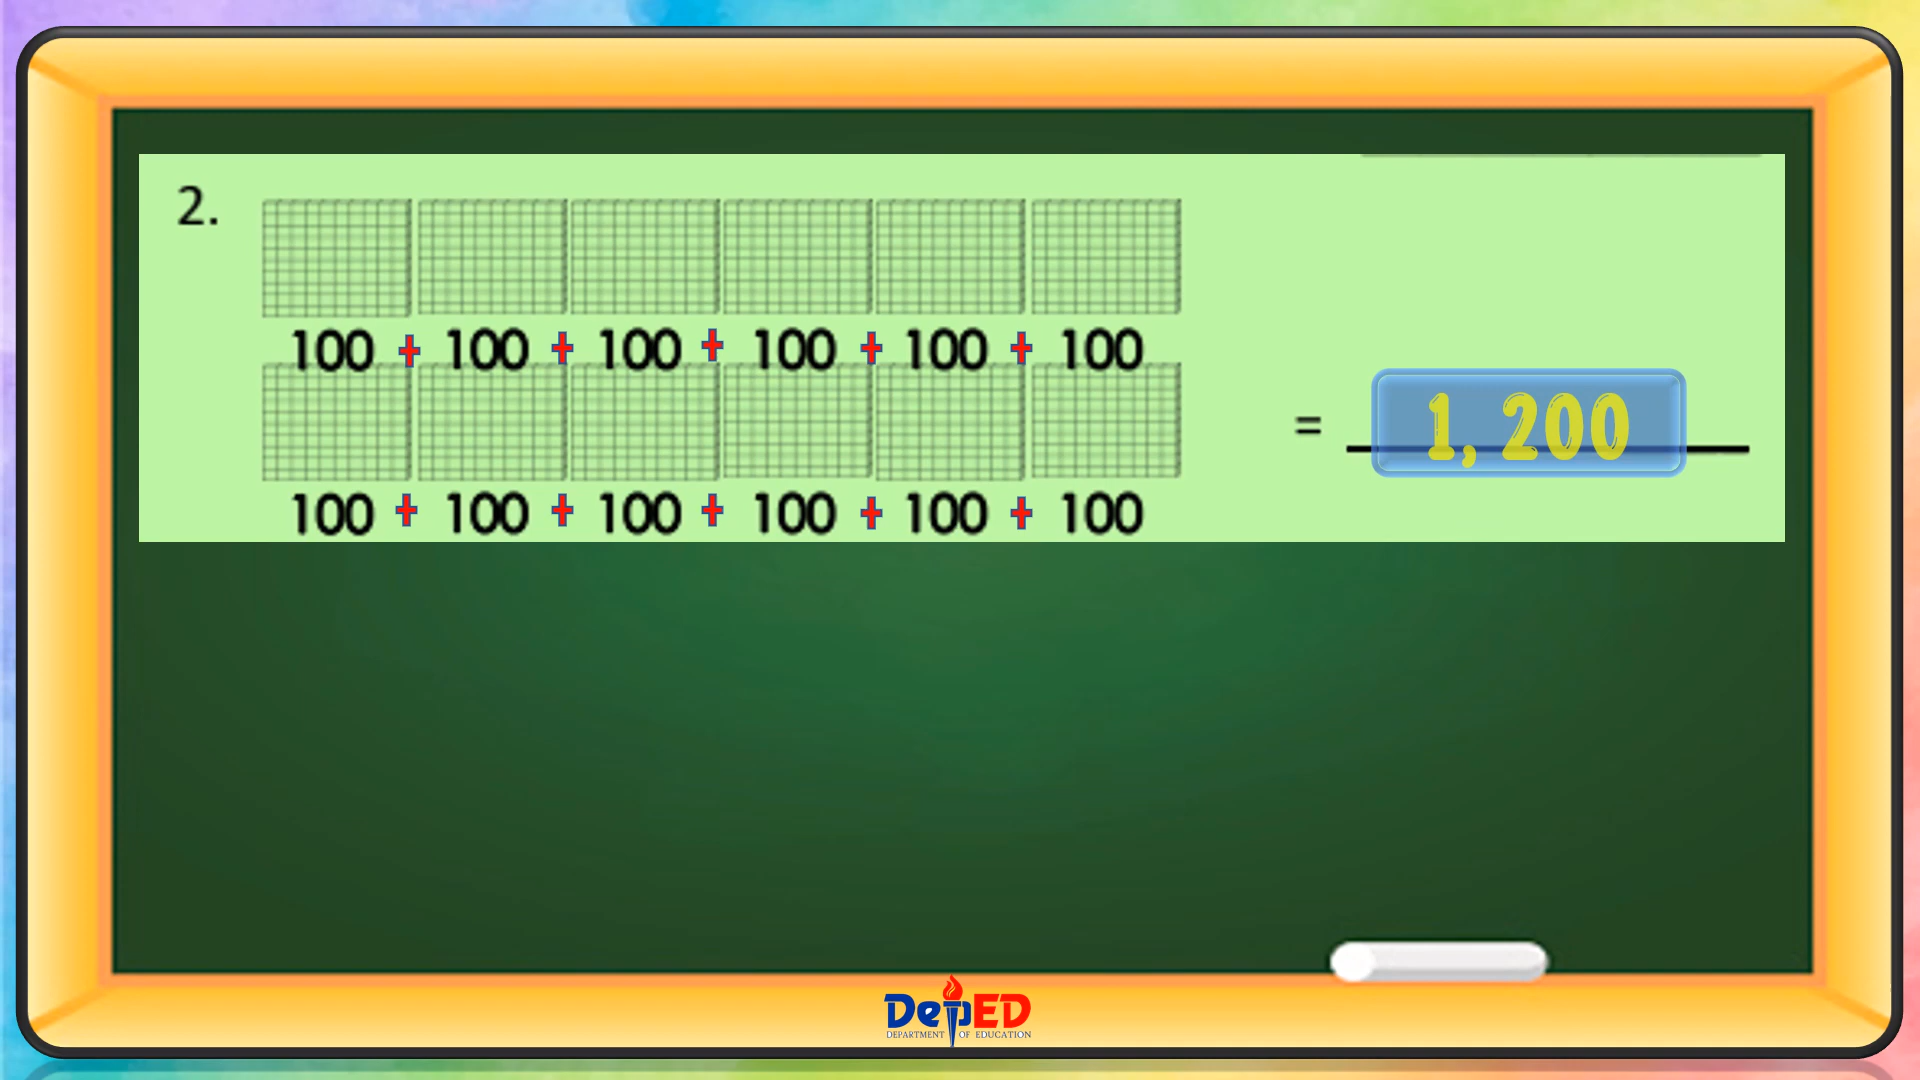 2.
100 + 100 + 100 + 100 + 100 + 100
= 1, 200
100 + 100 + 100 + 100 + 100 + 100
DepED
DEPARTMENT OF EDUCATION